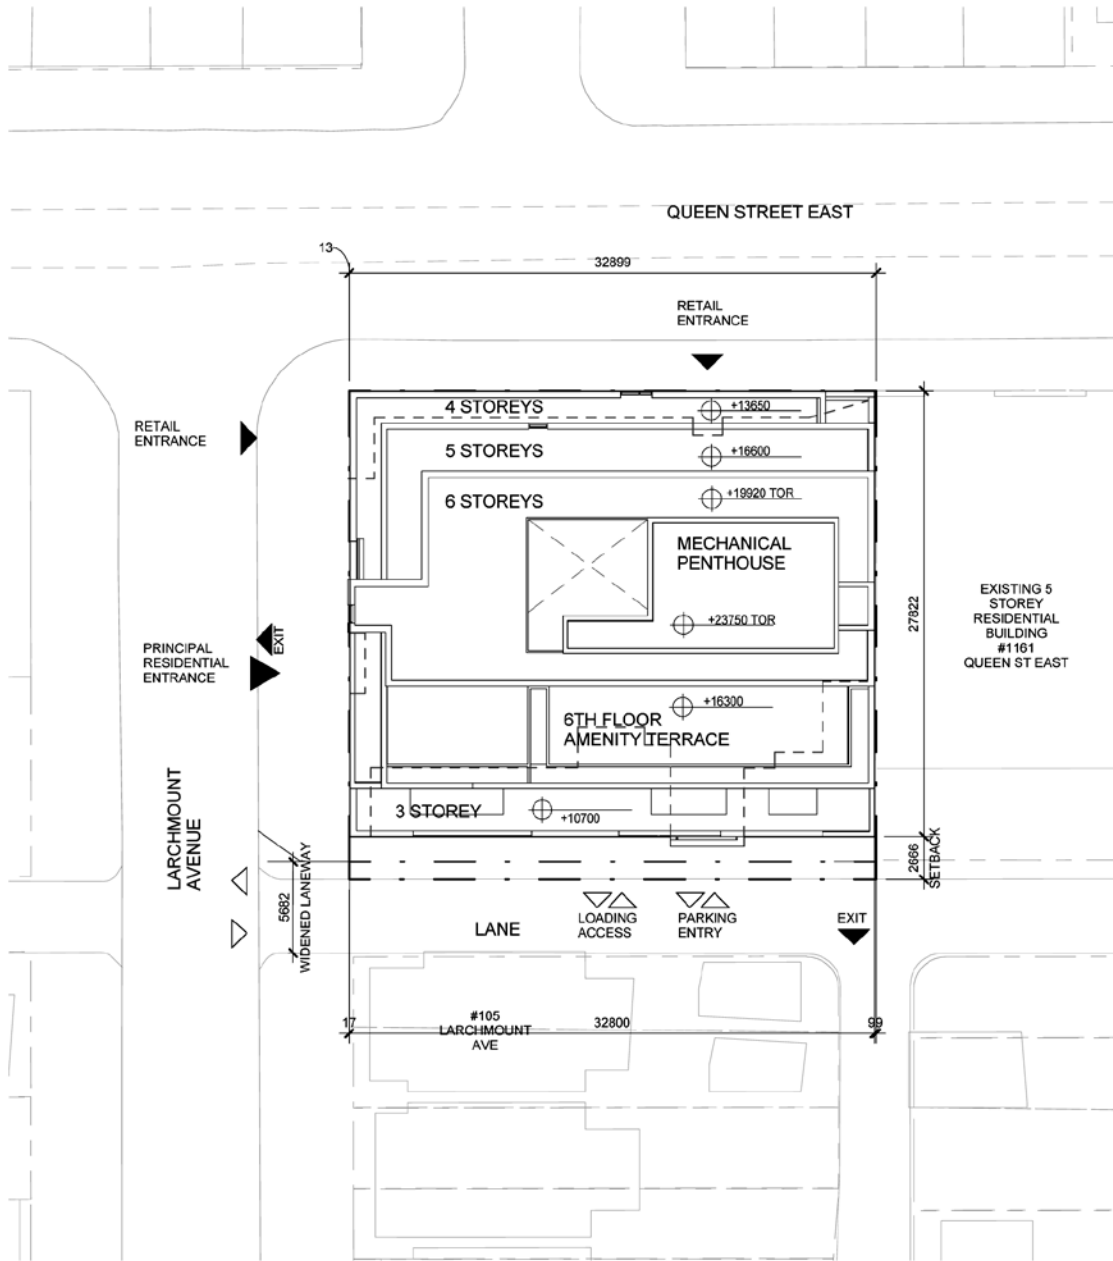 QUEEN STREET EAST
13
32899
RETAIL
ENTRANCE
4 STOREYS
+13650
RETAIL
ENTRANCE
5 STOREYS
+16600
6 STOREYS
+19920 TOR
MECHANICAL
PENTHOUSE
EXISTING 5
STOREY
RESIDENTIAL
BUILDING
#1161
QUEEN ST EAST
27822
+23750 TOR
EXIT
PRINCIPAL
RESIDENTIAL
ENTRANCE
+16300
6TH FLOOR
AMENITY TERRACE
LARCHMOUNT
AVENUE
3 STOREY
+10700
2666
SETBACK
5682
WIDENED LANEWAY
LANE
LOADING
ACCESS
PARKING
ENTRY
EXIT
#105
LARCHMOUNT
AVE
17
32800
99